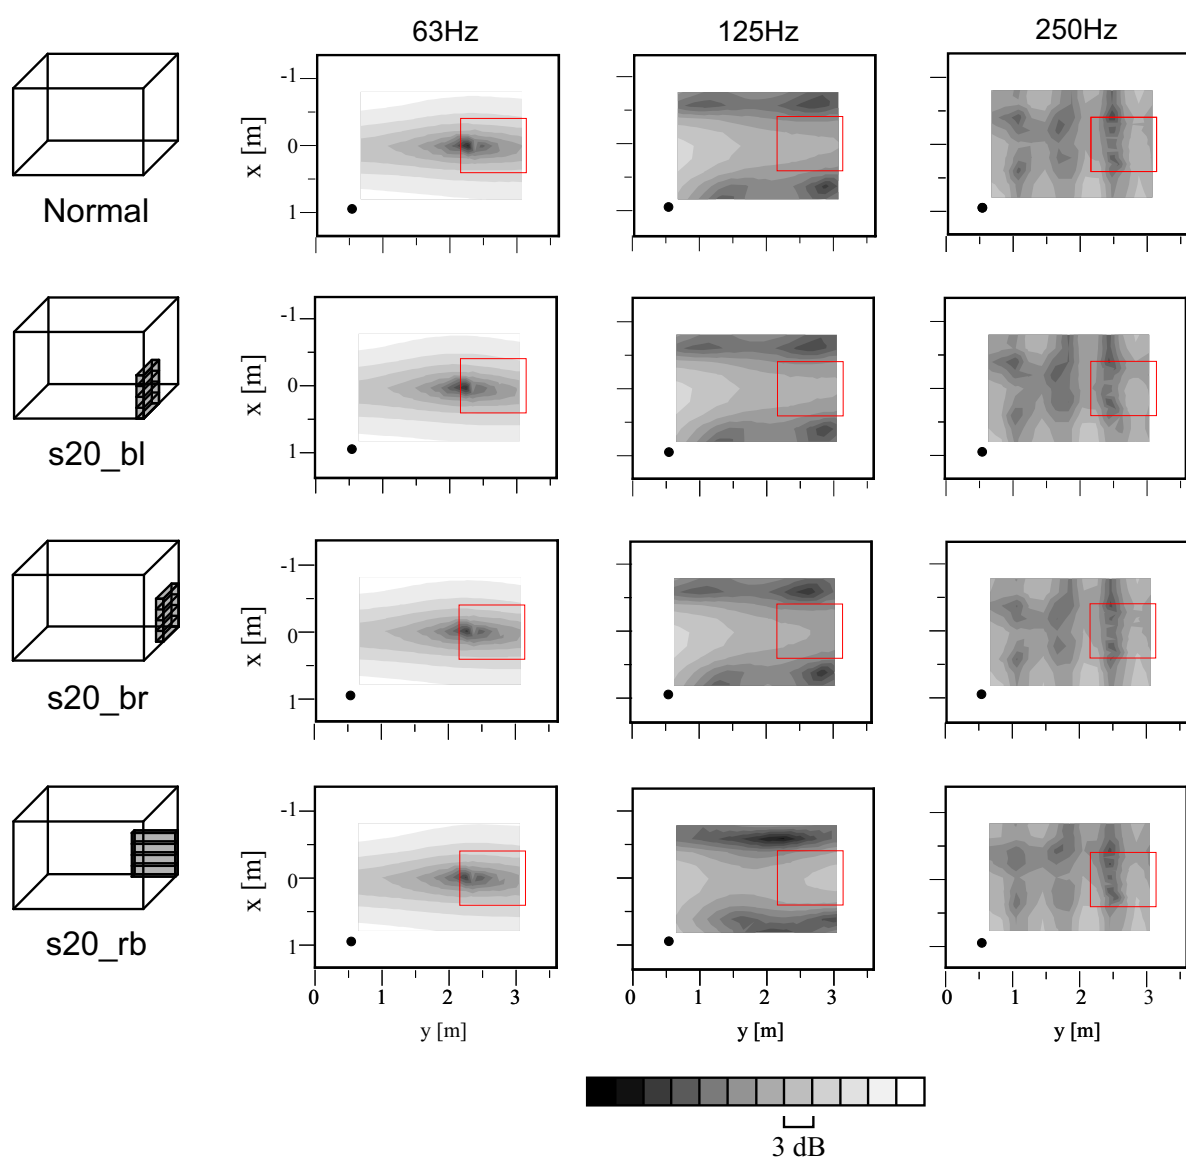 63Hz 125Hz 250Hz
-1
0
1
x [m]
Normal
-1
0
1
x [m]
s20_bl
-1
0
1
x [m]
s20_br
-1
0
1
x [m]
s20_rb
0 1 2 3 0 1 2 3 0 1 2 3
y [m] y [m] y [m]
3 dB